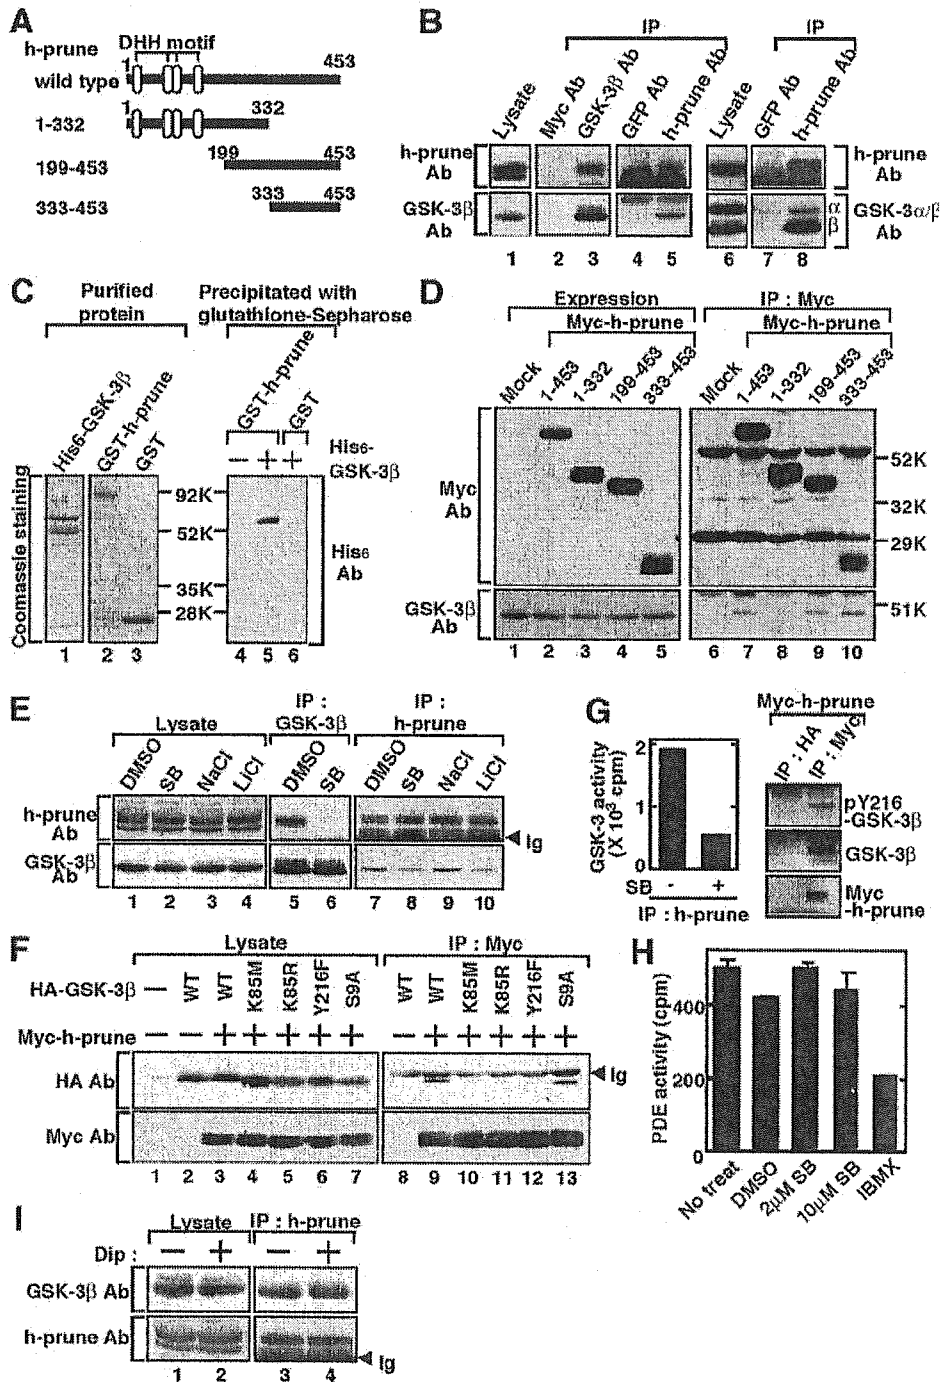 A
h-prune
DHH motif
wild type
1
453
1-332
1
332
199-453
199
453
333-453
333
453
B
IP
IP
Lysate
Myc Ab
GSK-3β Ab
GFP Ab
h-prune Ab
Lysate
GFP Ab
h-prune Ab
h-prune Ab
h-prune Ab
GSK-3β Ab
α
β
GSK-3α/β Ab
1 2 3 4 5 6 7 8
C
Purified protein
Precipitated with glutathione-Sepharose
His6-GSK-3β
GST-h-prune
GST
GST-h-prune
GST
− + +
His6-GSK-3β
Coomassie staining
92K
52K
35K
28K
His6 Ab
1 2 3 4 5 6
D
Expression
IP : Myc
Myc-h-prune
Myc-h-prune
Mock
1-453
1-332
199-453
333-453
Mock
1-453
1-332
199-453
333-453
Myc Ab
52K
32K
29K
GSK-3β Ab
51K
1 2 3 4 5 6 7 8 9 10
E
Lysate
IP : GSK-3β
IP : h-prune
DMSO
SB
NaCl
LiCl
DMSO
SB
DMSO
SB
NaCl
LiCl
h-prune Ab
Ig
GSK-3β Ab
1 2 3 4 5 6 7 8 9 10
G
GSK-3 activity (X 10³ cpm)
2
1
0
SB - +
IP : h-prune
Myc-h-prune
IP : HA
IP : Myc
pY216-GSK-3β
GSK-3β
Myc-h-prune
F
Lysate
IP : Myc
HA-GSK-3β
— WT WT K85M K85R Y216F S9A WT WT K85M K85R Y216F S9A
Myc-h-prune
− − + + + + + − + + + + +
HA Ab
Ig
Myc Ab
1 2 3 4 5 6 7 8 9 10 11 12 13
H
PDE activity (cpm)
400
200
0
No treat
DMSO
2μM SB
10μM SB
IBMX
I
Lysate
IP : h-prune
Dip : − + − +
GSK-3β Ab
h-prune Ab
Ig
1 2 3 4